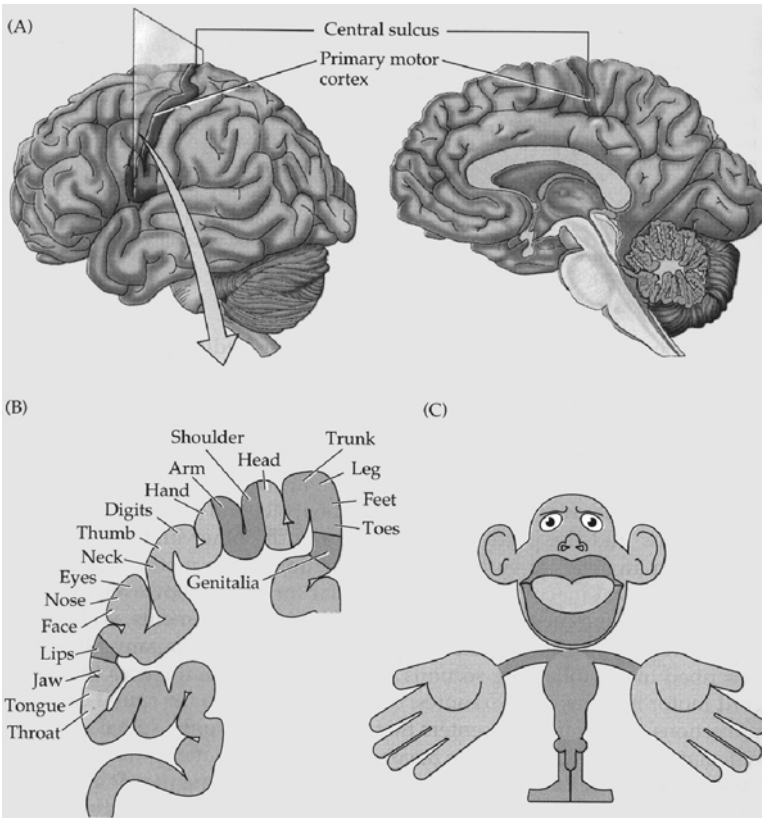 (A)
Central sulcus
Primary motor
cortex
(B)
Shoulder
Trunk
Arm
Head
Leg
Hand
Feet
Digits
Toes
Thumb
Neck
Genitalia
Eyes
Nose
Face
Lips
Jaw
Tongue
Throat
(C)